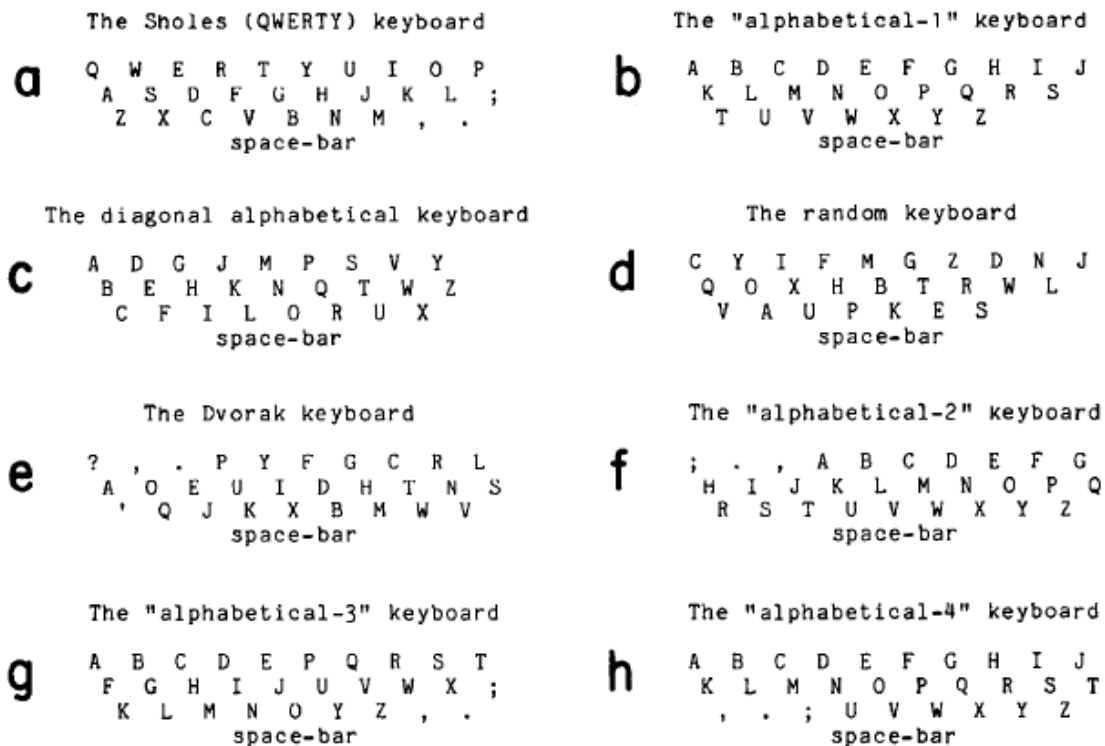 The Sholes (QWERTY) keyboard
a
Q W E R T Y U I O P
A S D F G H J K L ;
Z X C V B N M , .
space-bar
The "alphabetical-1" keyboard
b
A B C D E F G H I J
K L M N O P Q R S
T U V W X Y Z
space-bar
The diagonal alphabetical keyboard
c
A D G J M P S V Y
B E H K N Q T W Z
C F I L O R U X
space-bar
The random keyboard
d
C Y I F M G Z D N J
Q O X H B T R W L
V A U P K E S
space-bar
The Dvorak keyboard
e
? , . P Y F G C R L
A O E U I D H T N S
' Q J K X B M W V
space-bar
The "alphabetical-2" keyboard
f
; . , A B C D E F G
H I J K L M N O P Q
R S T U V W X Y Z
space-bar
The "alphabetical-3" keyboard
g
A B C D E P Q R S T
F G H I J U V W X ;
K L M N O Y Z , .
space-bar
The "alphabetical-4" keyboard
h
A B C D E F G H I J
K L M N O P Q R S T
, . ; U V W X Y Z
space-bar